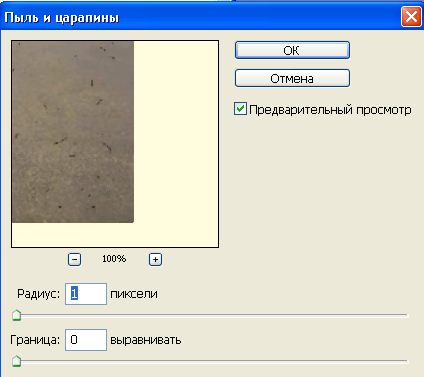 Пыль и царапины
ОК
Отмена
Предварительный просмотр
100%
Радиус: 1 пиксели
Граница: 0 выравнивать